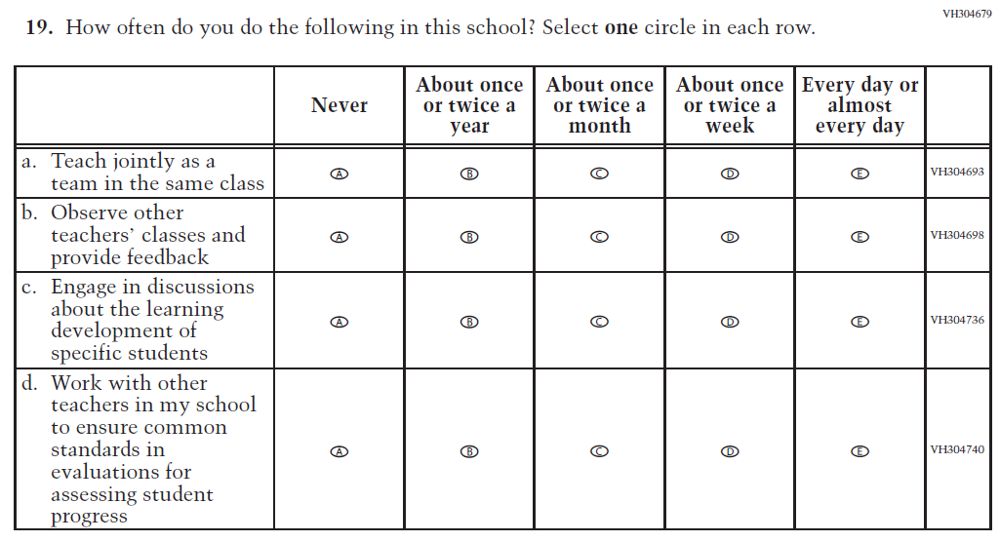 VH304679
19. How often do you do the following in this school? Select one circle in each row.
Never
About once
or twice a
year
About once
or twice a
month
About once
or twice a
week
Every day or
almost
every day
a. Teach jointly as a
team in the same class
A B C D E VH304693
b. Observe other
teachers’ classes and
provide feedback
A B C D E VH304698
c. Engage in discussions
about the learning
development of
specific students
A B C D E VH304736
d. Work with other
teachers in my school
to ensure common
standards in
evaluations for
assessing student
progress
A B C D E VH304740